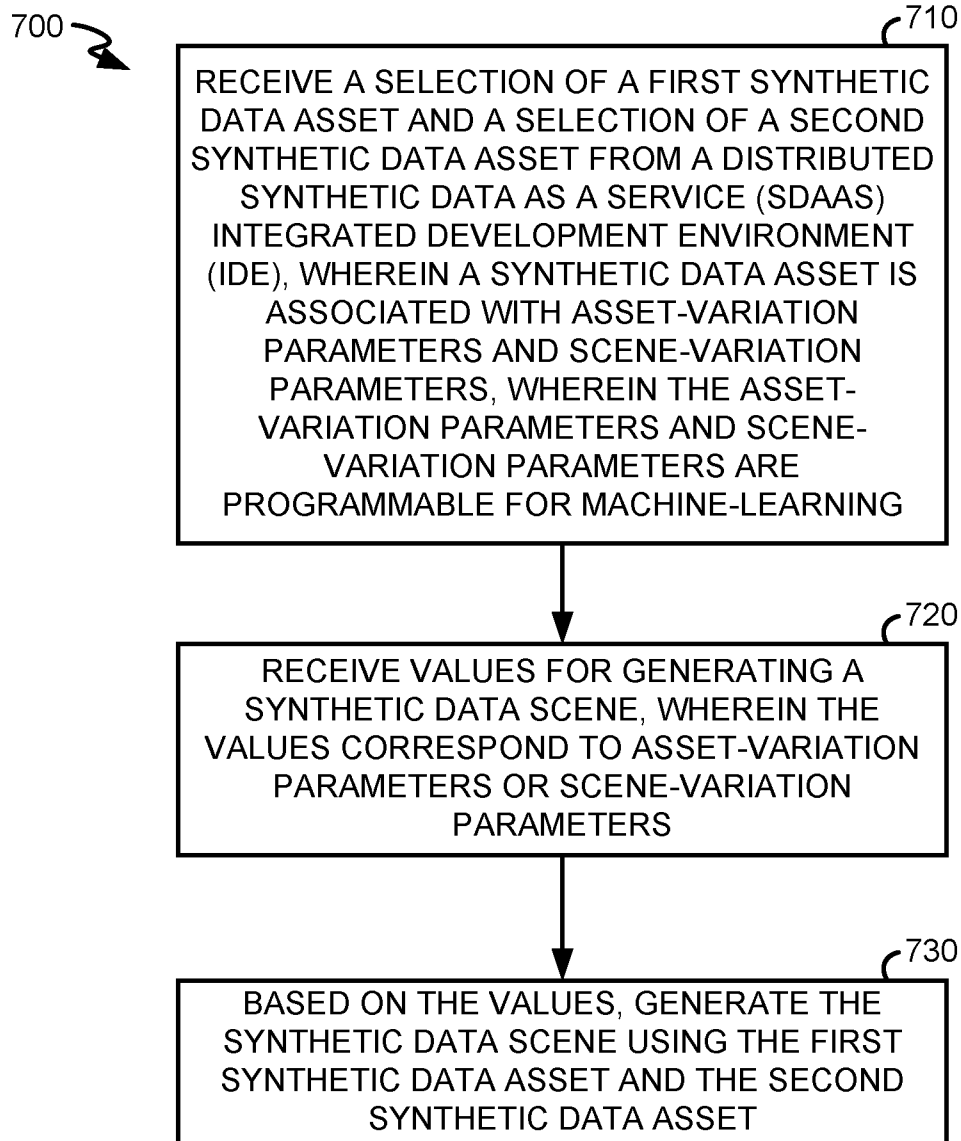 700
710
RECEIVE A SELECTION OF A FIRST SYNTHETIC
DATA ASSET AND A SELECTION OF A SECOND
SYNTHETIC DATA ASSET FROM A DISTRIBUTED
SYNTHETIC DATA AS A SERVICE (SDAAS)
INTEGRATED DEVELOPMENT ENVIRONMENT
(IDE), WHEREIN A SYNTHETIC DATA ASSET IS
ASSOCIATED WITH ASSET-VARIATION
PARAMETERS AND SCENE-VARIATION
PARAMETERS, WHEREIN THE ASSET-
VARIATION PARAMETERS AND SCENE-
VARIATION PARAMETERS ARE
PROGRAMMABLE FOR MACHINE-LEARNING
720
RECEIVE VALUES FOR GENERATING A
SYNTHETIC DATA SCENE, WHEREIN THE
VALUES CORRESPOND TO ASSET-VARIATION
PARAMETERS OR SCENE-VARIATION
PARAMETERS
730
BASED ON THE VALUES, GENERATE THE
SYNTHETIC DATA SCENE USING THE FIRST
SYNTHETIC DATA ASSET AND THE SECOND
SYNTHETIC DATA ASSET